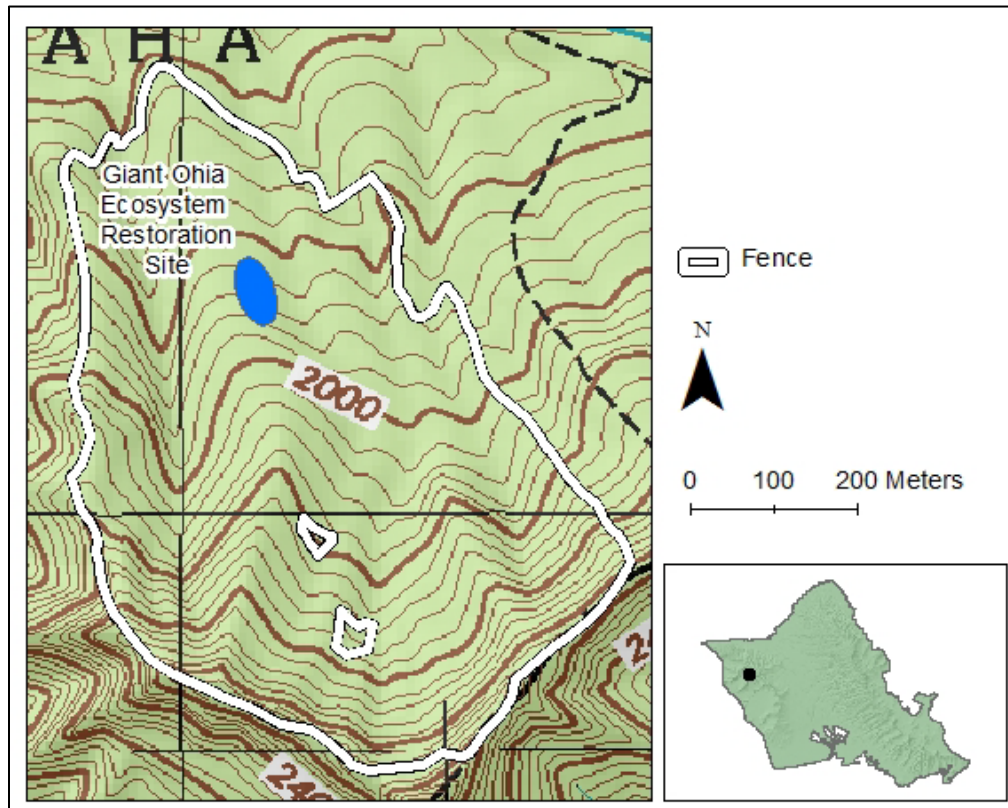 A H A
Giant Ohia
Ecosystem
Restoration
Site
2000
Fence
N
0 100 200 Meters